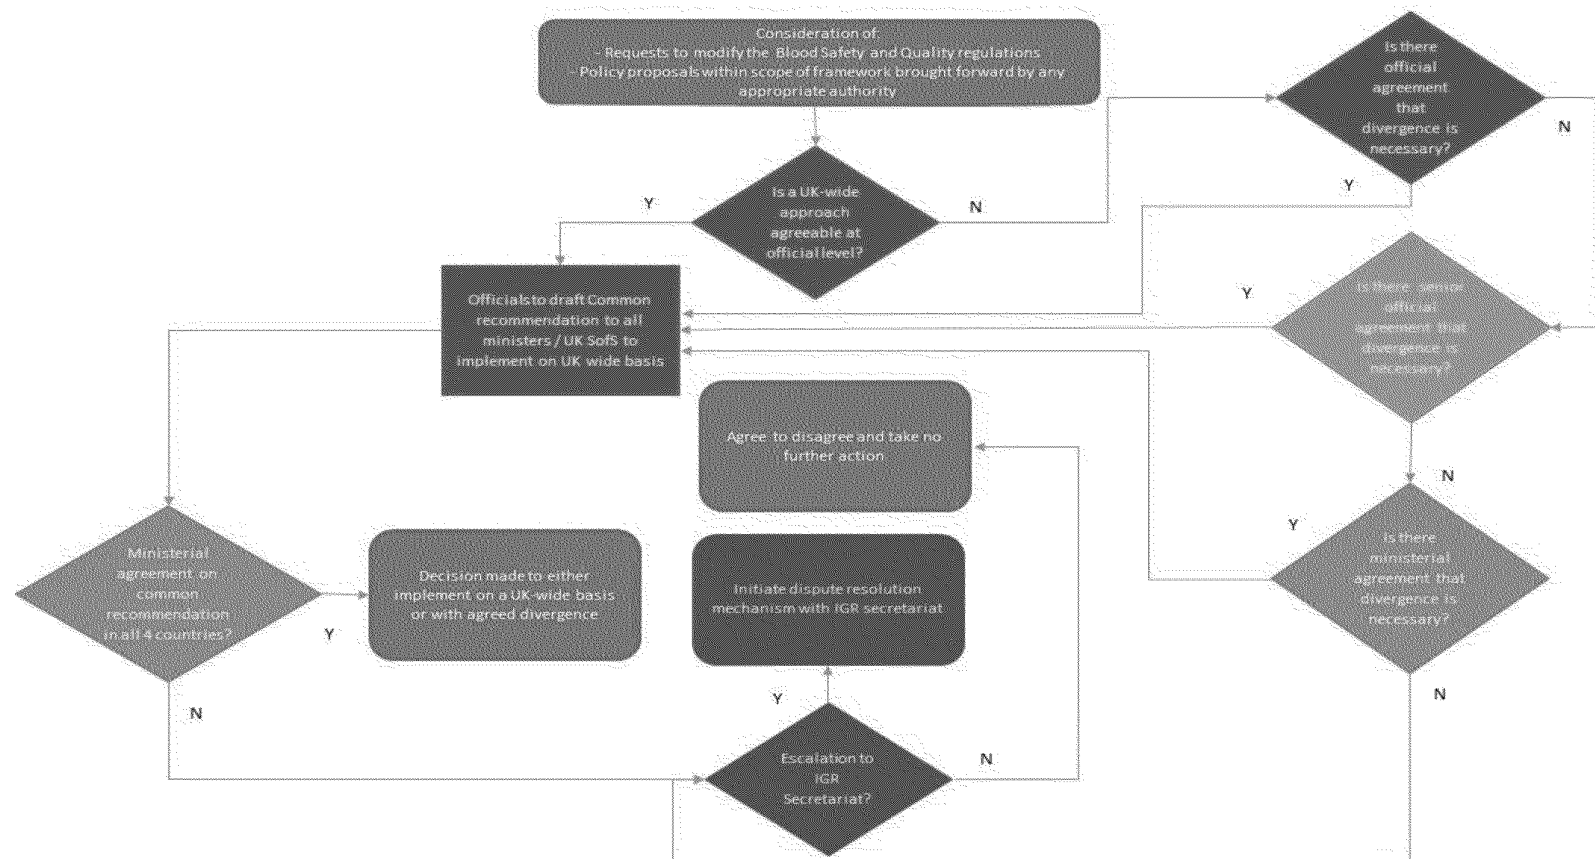 Consideration of:
- Requests to modify the Blood Safety and Quality regulations
- Policy proposals within scope of framework brought forward by any
appropriate authority
Is there
official
agreement
that
divergence is
necessary?
N
Y
Is a UK-wide
approach
agreeable at
official level?
Y
N
Officials to draft Common
recommendation to all
ministers / UK SofS to
implement on UK wide basis
Y
Is there senior
official
agreement that
divergence is
necessary?
N
Agree to disagree and take no
further action
Y
Is there
ministerial
agreement that
divergence is
necessary?
N
Ministerial
agreement on
common
recommendation
in all 4 countries?
Y
N
Decision made to either
implement on a UK-wide basis
or with agreed divergence
Initiate dispute resolution
mechanism with IGR secretariat
Y
Escalation to
IGR
Secretariat?
N